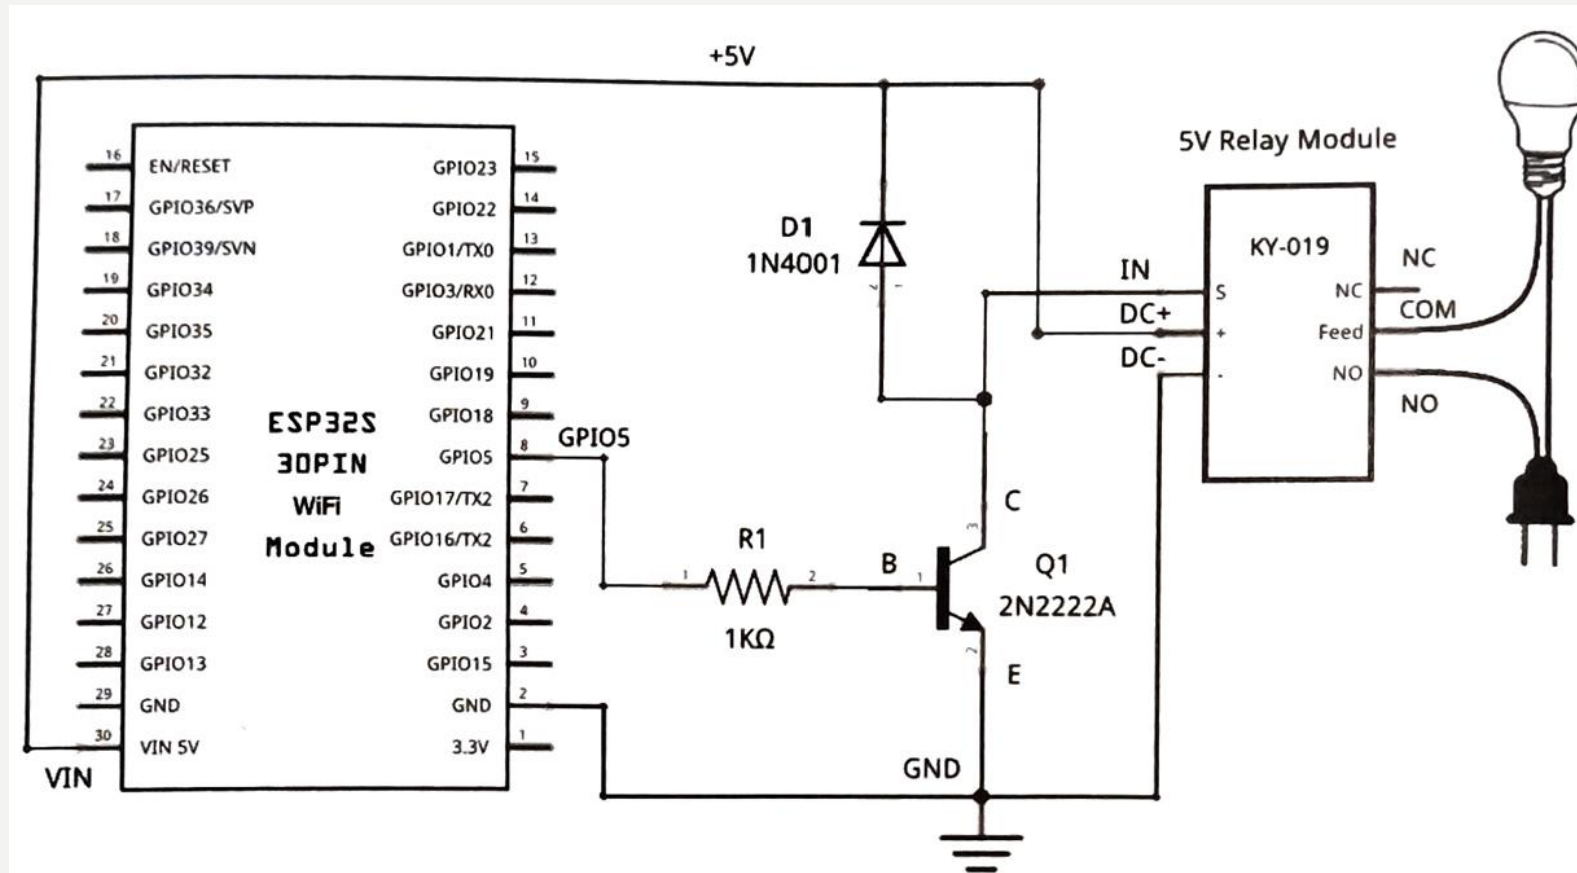 +5V
16 EN/RESET
17 GPIO36/SVP
18 GPIO39/SVN
19 GPIO34
20 GPIO35
21 GPIO32
22 GPIO33
23 GPIO25
24 GPIO26
25 GPIO27
26 GPIO14
27 GPIO12
28 GPIO13
29 GND
30 VIN 5V
VIN
ESP32S
30PIN
WiFi
Module
GPIO23 15
GPIO22 14
GPIO1/TX0 13
GPIO3/RX0 12
GPIO21 11
GPIO19 10
GPIO18 9
GPIO5 8
GPIO17/TX2 7
GPIO16/TX2 6
GPIO4 5
GPIO2 4
GPIO15 3
GND 2
3.3V 1
GPIO5
D1
1N4001
1
R1
1 2
1KΩ
B 1
C
3
Q1
2N2222A
2
E
GND
5V Relay Module
KY-019
IN S
DC+ +
DC- -
NC NC
Feed COM
NO NO